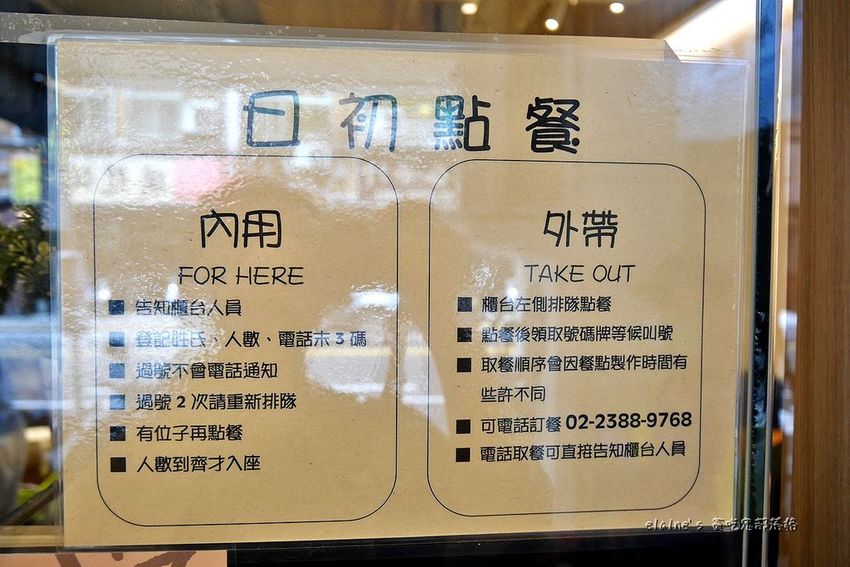 日初點餐
內用
FOR HERE
■ 告知櫃台人員
■ 登記姓氏、人數、電話末 3 碼
■ 過號不會電話通知
■ 過號 2 次請重新排隊
■ 有位子再點餐
■ 人數到齊才入座
外帶
TAKE OUT
■ 櫃台左側排隊點餐
■ 點餐後領取號碼牌等候叫號
■ 取餐順序會因餐點製作時間有
些許不同
■ 可電話訂餐 02-2388-9768
■ 電話取餐可直接告知櫃台人員
elaine's 貪吃鬼部落格